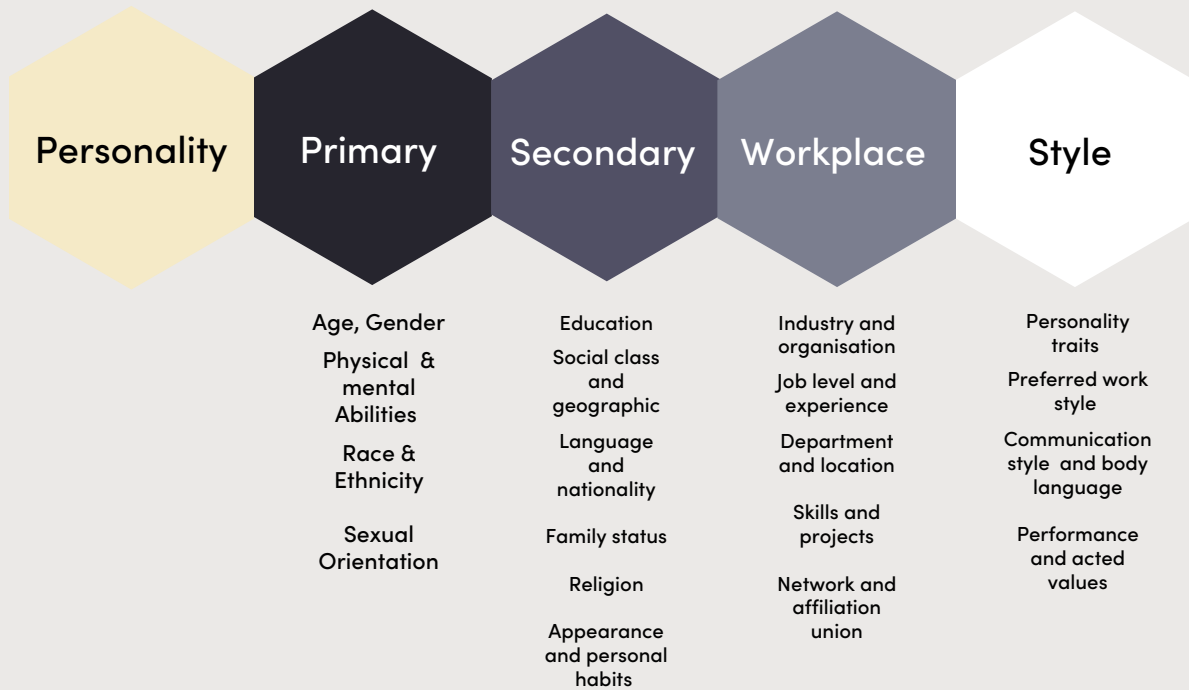 Personality
Primary
Secondary
Workplace
Style
Age, Gender
Physical &
mental
Abilities
Race &
Ethnicity
Sexual
Orientation
Education
Social class
and
geographic
Language
and
nationality
Family status
Religion
Appearance
and personal
habits
Industry and
organisation
Job level and
experience
Department
and location
Skills and
projects
Network and
affiliation
union
Personality
traits
Preferred work
style
Communication
style and body
language
Performance
and acted
values